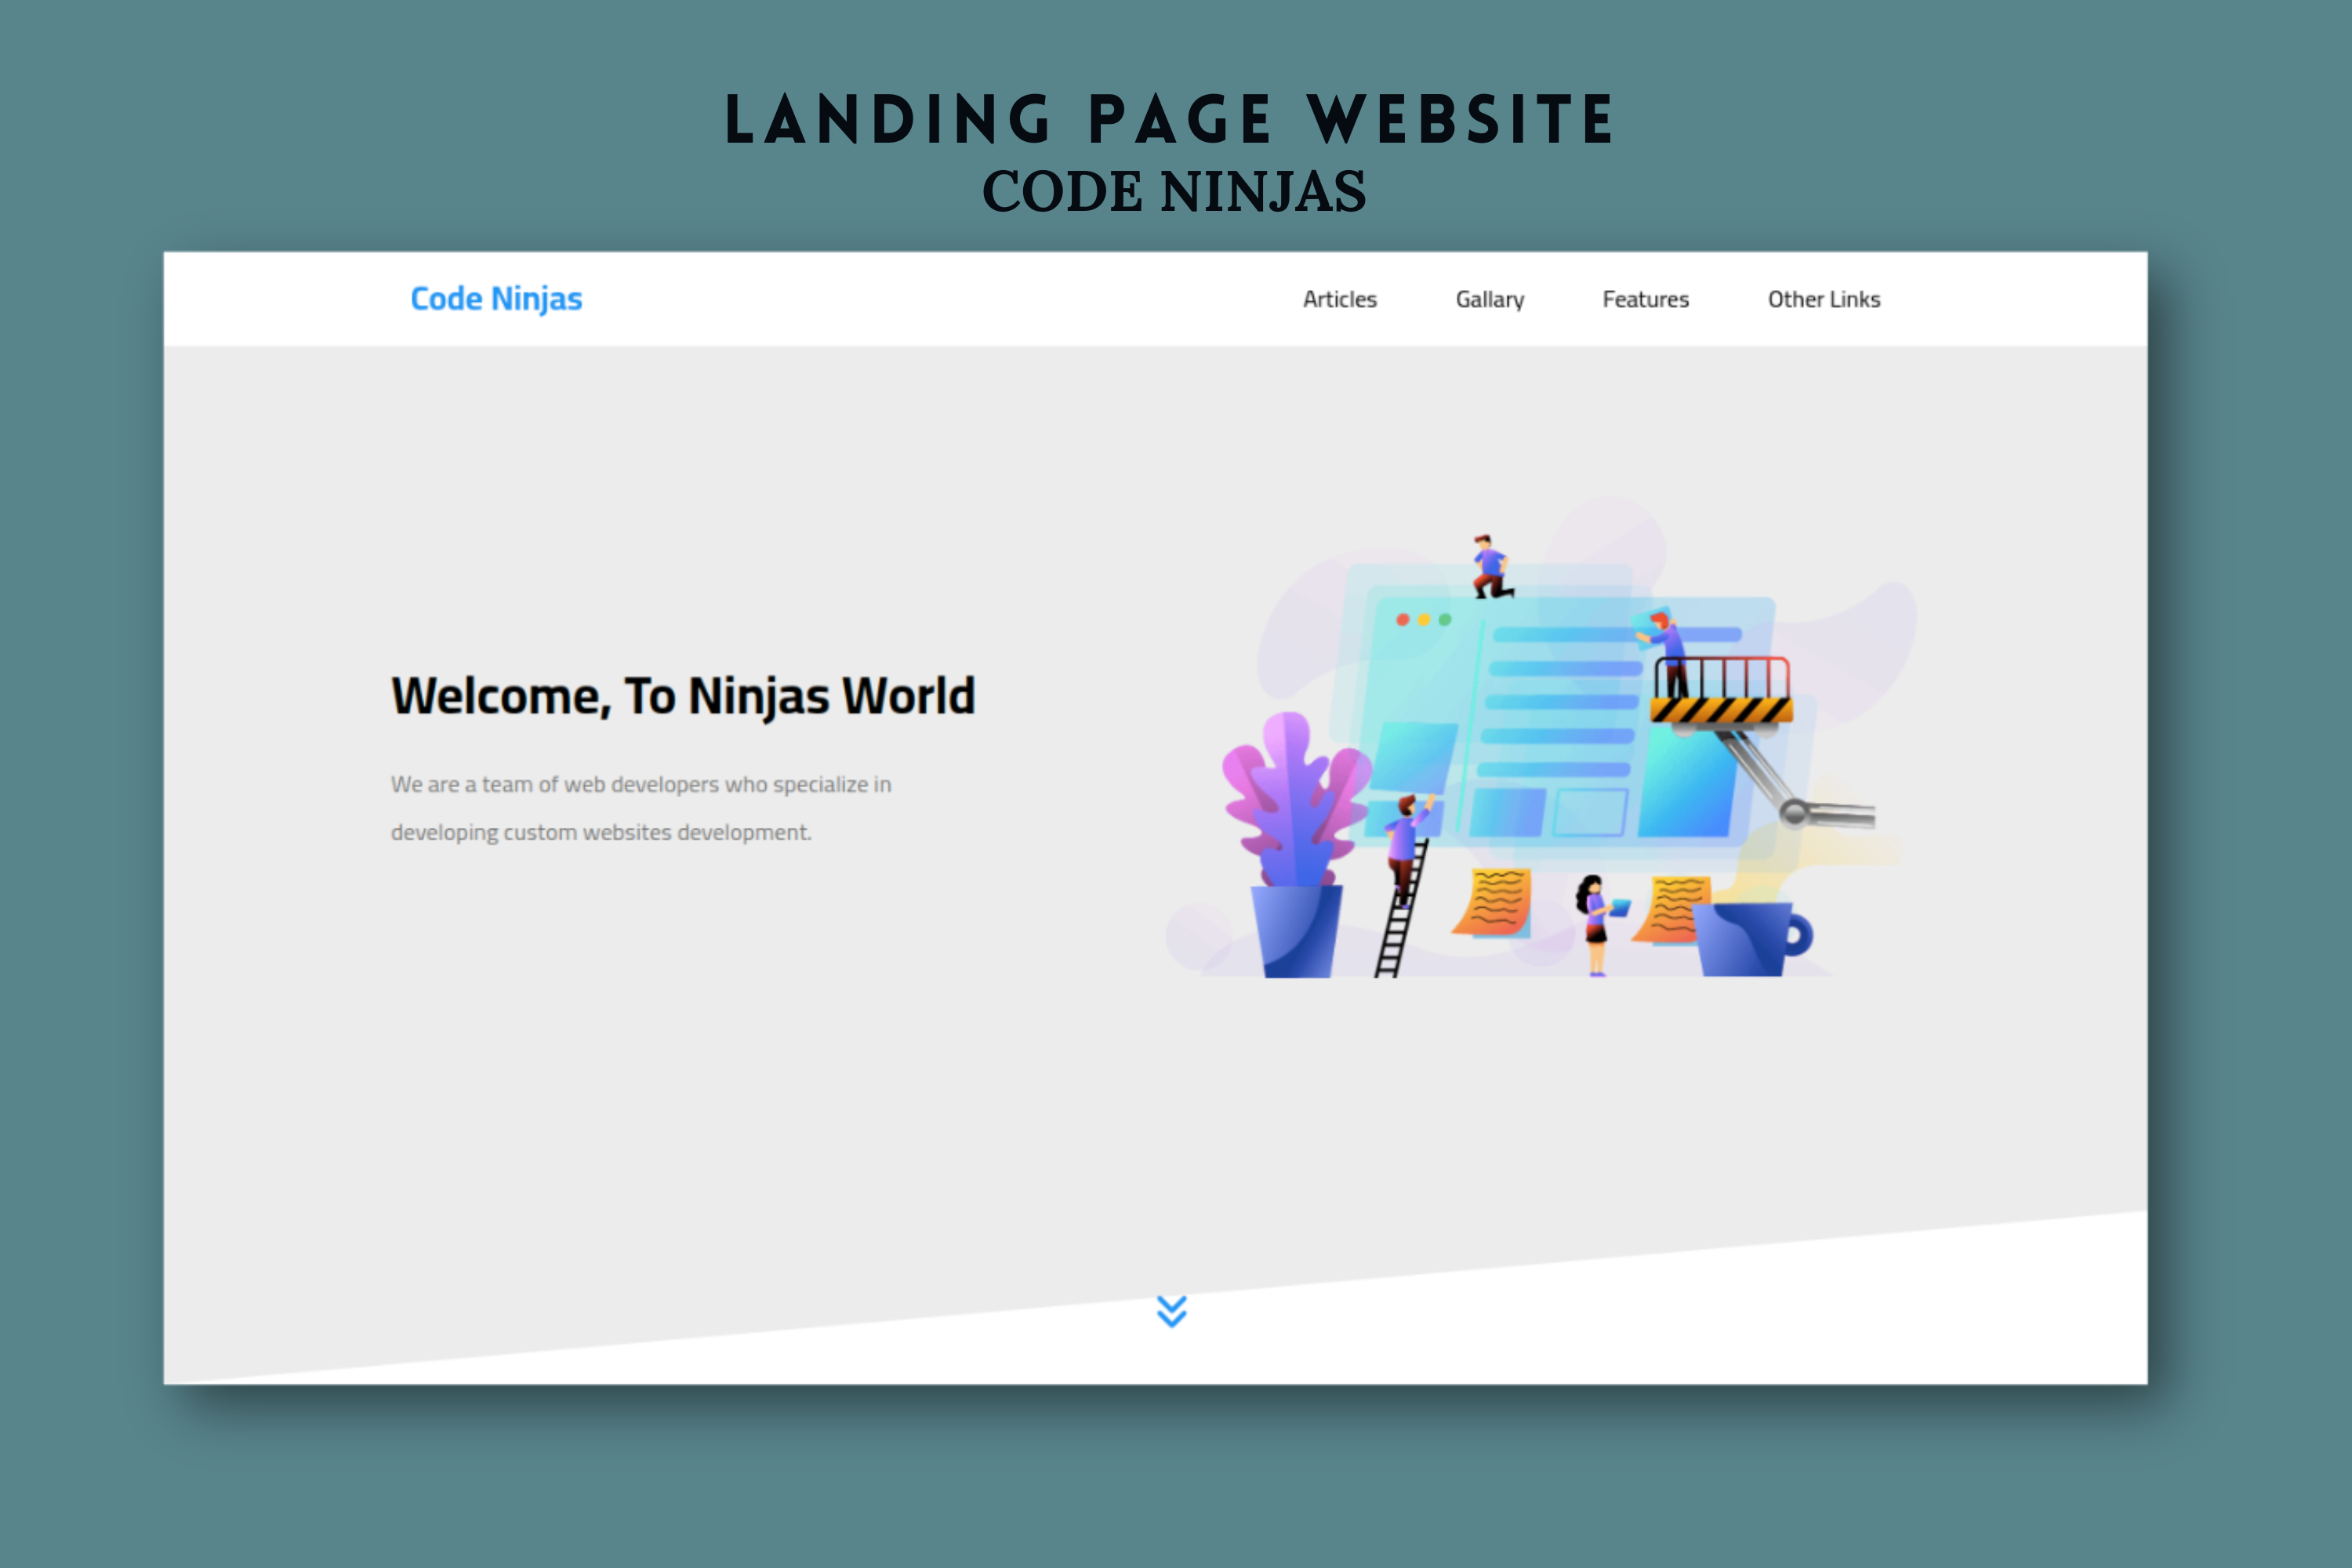 LANDING PAGE WEBSITE
CODE NINJAS
Code Ninjas
Articles Gallary Features Other Links
Welcome, To Ninjas World
We are a team of web developers who specialize in
developing custom websites development.